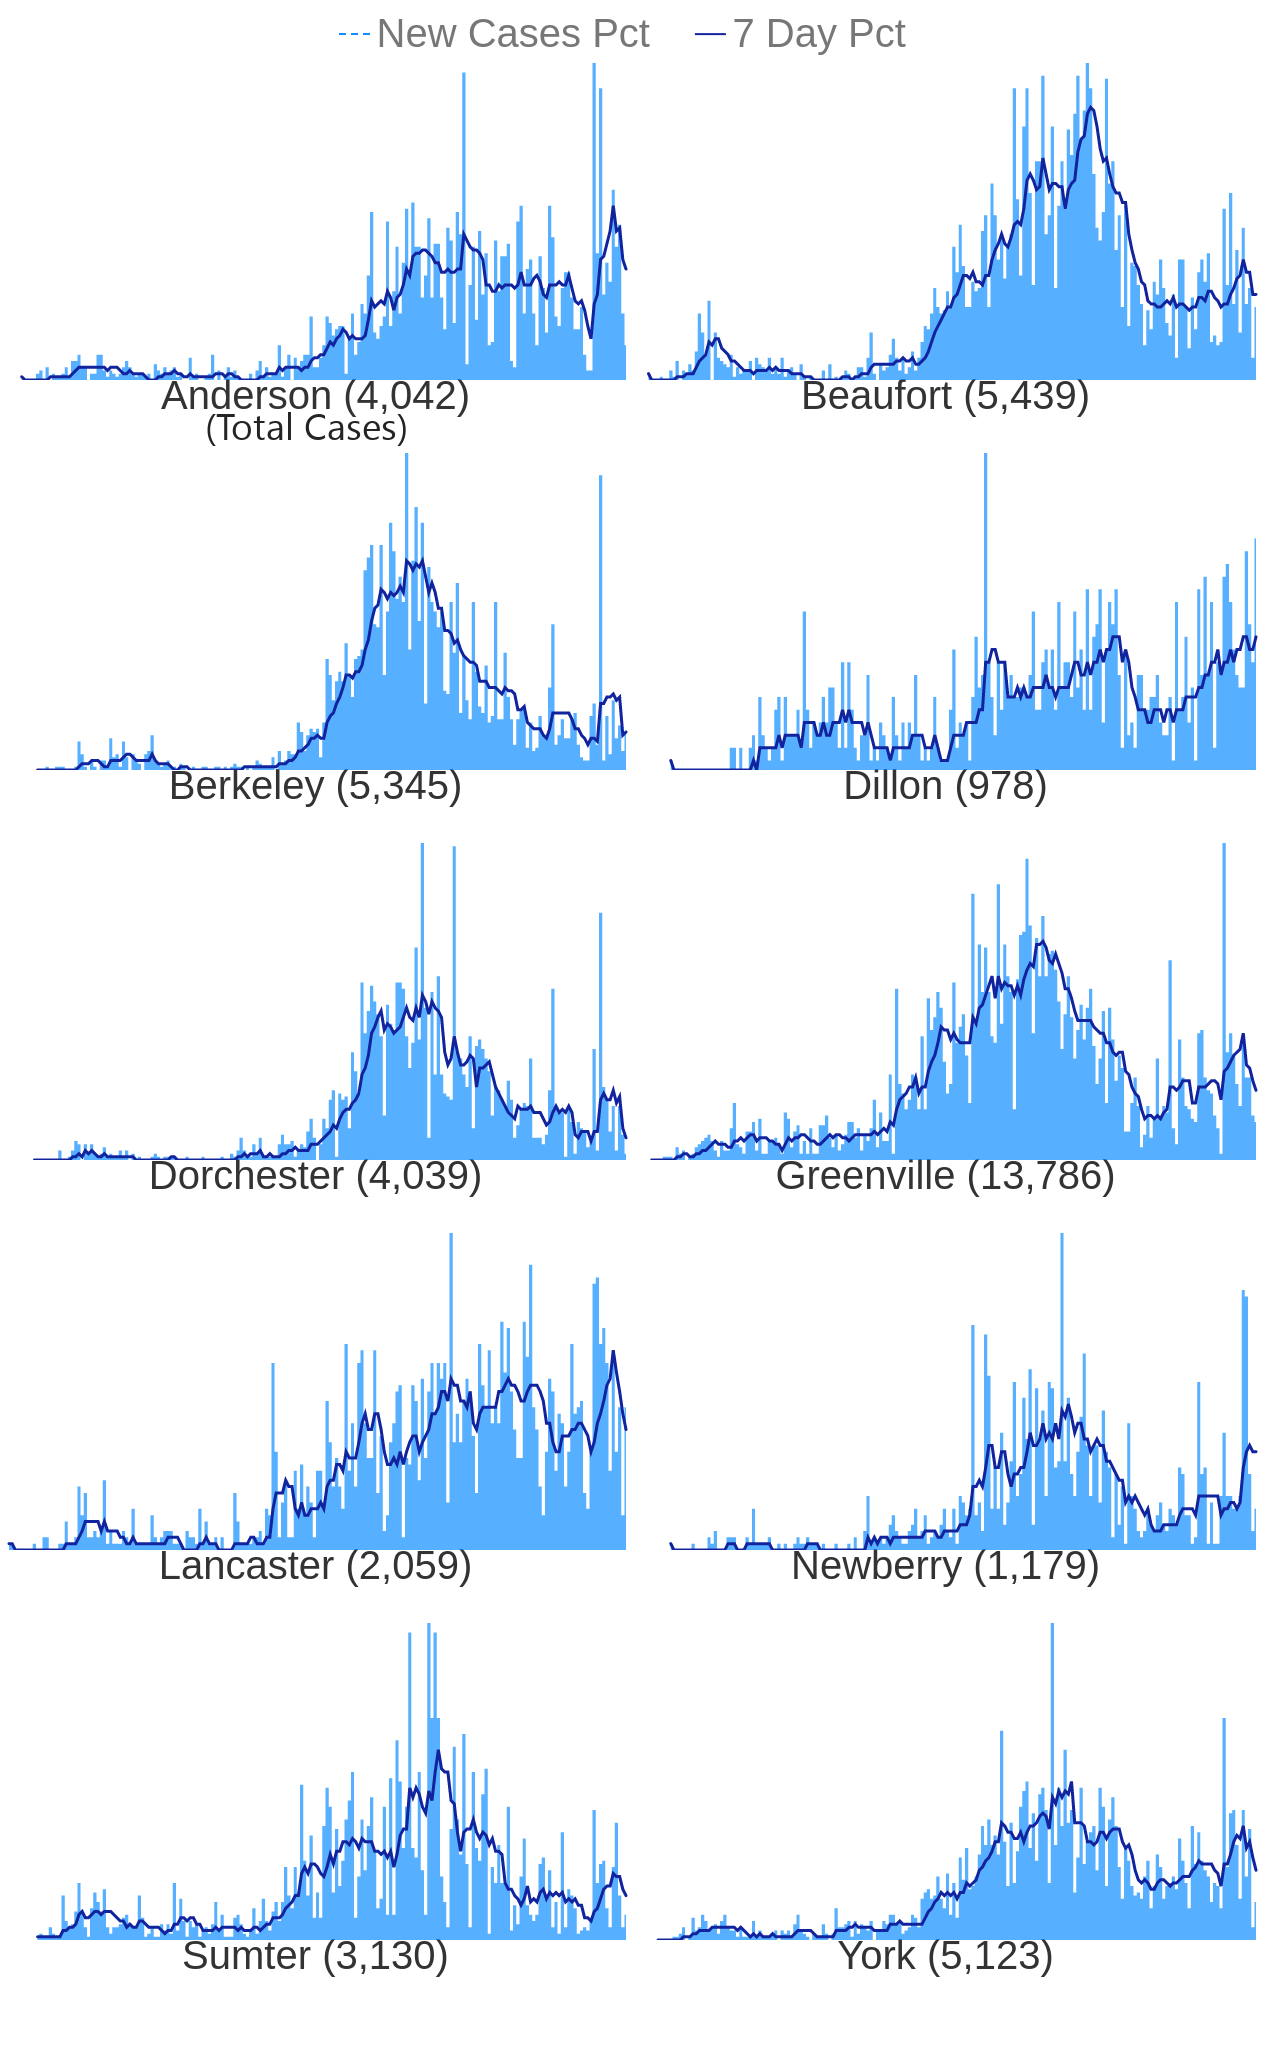 New Cases Pct 7 Day Pct
Anderson (4,042) Beaufort (5,439)
(Total Cases)
Berkeley (5,345) Dillon (978)
Dorchester (4,039) Greenville (13,786)
Lancaster (2,059) Newberry (1,179)
Sumter (3,130) York (5,123)